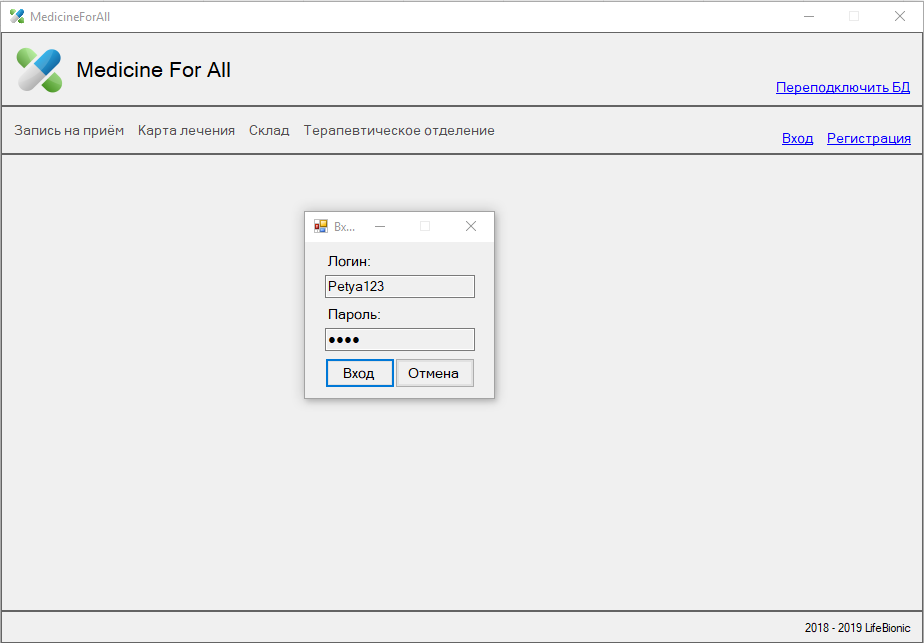 MedicineForAll
Medicine For All
Переподключить БД
Запись на приём Карта лечения Склад Терапевтическое отделение
Вход Регистрация
Вх...
Логин:
Petya123
Пароль:
●●●●
Вход Отмена
2018 - 2019 LifeBionic